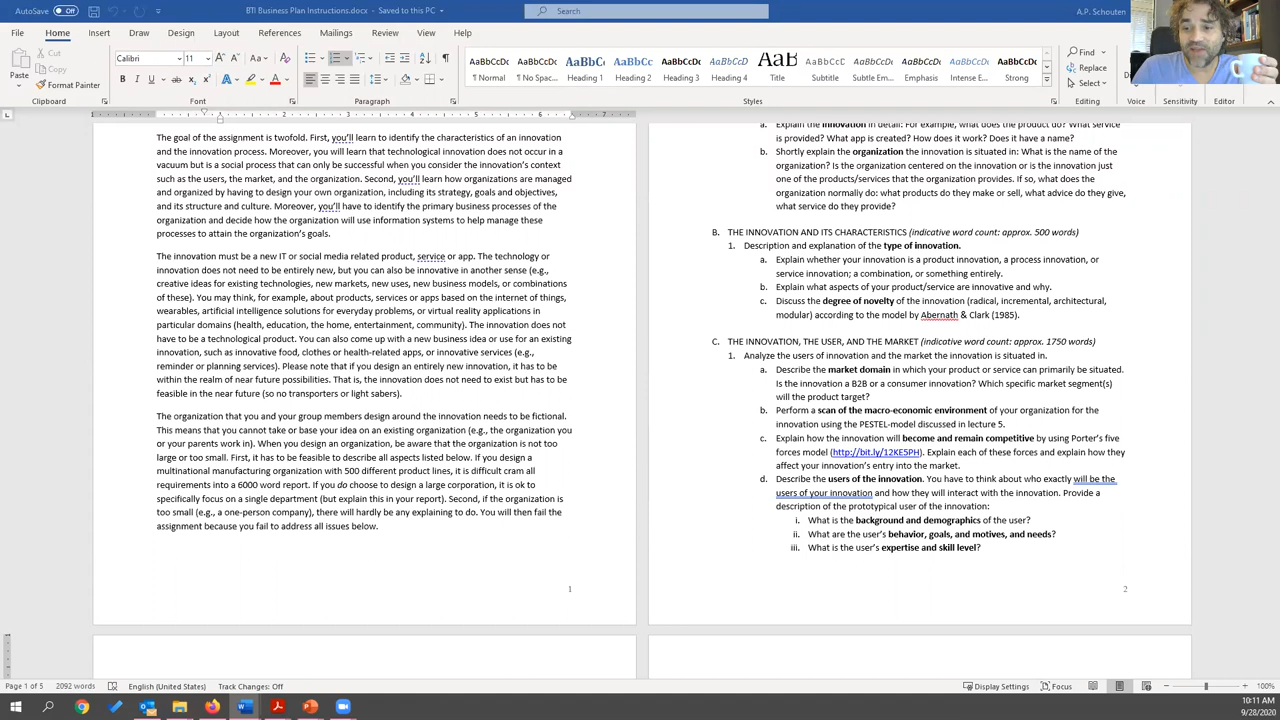 AutoSave Off
BTI Business Plan Instructions.docx - Saved to this PC
Search
A.P. Schouten
File Home Insert Draw Design Layout References Mailings Review View Help
Paste
Cut
Copy
Format Painter
Clipboard
Calibri 11
Font
Paragraph
AaBbCcDc AaBbCcDc AaBbC AaBbCc AaBbCcD AaBbCcD AaB AaBbCcD AaBbCcDc AaBbCcDc AaBbCcDc AaBbCcDc
¶ Normal ¶ No Spac... Heading 1 Heading 2 Heading 3 Heading 4 Title Subtitle Subtle Em... Emphasis Intense E... Strong
Styles
Find
Replace
Select
Editing
Voice
Sensitivity
Editor
The goal of the assignment is twofold. First, you'll learn to identify the characteristics of an innovation
and the innovation process. Moreover, you will learn that technological innovation does not occur in a
vacuum but is a social process that can only be successful when you consider the innovation's context
such as the users, the market, and the organization. Second, you'll learn how organizations are managed
and organized by having to design your own organization, including its strategy, goals and objectives,
and its structure and culture. Moreover, you'll have to identify the primary business processes of the
organization and decide how the organization will use information systems to help manage these
processes to attain the organization's goals.
The innovation must be a new IT or social media related product, service or app. The technology or
innovation does not need to be entirely new, but you can also be innovative in another sense (e.g.,
creative ideas for existing technologies, new markets, new uses, new business models, or combinations
of these). You may think, for example, about products, services or apps based on the internet of things,
wearables, artificial intelligence solutions for everyday problems, or virtual reality applications in
particular domains (health, education, the home, entertainment, community). The innovation does not
have to be a technological product. You can also come up with a new business idea or use for an existing
innovation, such as innovative food, clothes or health-related apps, or innovative services (e.g.,
reminder or planning services). Please note that if you design an entirely new innovation, it has to be
within the realm of near future possibilities. That is, the innovation does not need to exist but has to be
feasible in the near future (so no transporters or light sabers).
The organization that you and your group members design around the innovation needs to be fictional.
This means that you cannot take or base your idea on an existing organization (e.g., the organization you
or your parents work in). When you design an organization, be aware that the organization is not too
large or too small. First, it has to be feasible to describe all aspects listed below. If you design a
multinational manufacturing organization with 500 different product lines, it is difficult cram all
requirements into a 6000 word report. If you do choose to design a large corporation, it is ok to
specifically focus on a single department (but explain this in your report). Second, if the organization is
too small (e.g., a one-person company), there will hardly be any explaining to do. You will then fail the
assignment because you fail to address all issues below.
1
a. Explain the innovation in detail: For example, what does the product do? What service
is provided? What app is created? How does it work? Does it have a name?
b. Shortly explain the organization the innovation is situated in: What is the name of the
organization? Is the organization centered on the innovation or is the innovation just
one of the products/services that the organization provides. If so, what does the
organization normally do: what products do they make or sell, what advice do they give,
what service do they provide?
B. THE INNOVATION AND ITS CHARACTERISTICS (indicative word count: approx. 500 words)
1. Description and explanation of the type of innovation.
a. Explain whether your innovation is a product innovation, a process innovation, or
service innovation; a combination, or something entirely.
b. Explain what aspects of your product/service are innovative and why.
c. Discuss the degree of novelty of the innovation (radical, incremental, architectural,
modular) according to the model by Abernath & Clark (1985).
C. THE INNOVATION, THE USER, AND THE MARKET (indicative word count: approx. 1750 words)
1. Analyze the users of innovation and the market the innovation is situated in.
a. Describe the market domain in which your product or service can primarily be situated.
Is the innovation a B2B or a consumer innovation? Which specific market segment(s)
will the product target?
b. Perform a scan of the macro-economic environment of your organization for the
innovation using the PESTEL-model discussed in lecture 5.
c. Explain how the innovation will become and remain competitive by using Porter's five
forces model (http://bit.ly/12KE5PH). Explain each of these forces and explain how they
affect your innovation's entry into the market.
d. Describe the users of the innovation. You have to think about who exactly will be the
users of your innovation and how they will interact with the innovation. Provide a
description of the prototypical user of the innovation:
i. What is the background and demographics of the user?
ii. What are the user's behavior, goals, and motives, and needs?
iii. What is the user's expertise and skill level?
2
Page 1 of 5 2092 words English (United States) Track Changes: Off
Display Settings Focus 100%
10:11 AM
9/28/2020